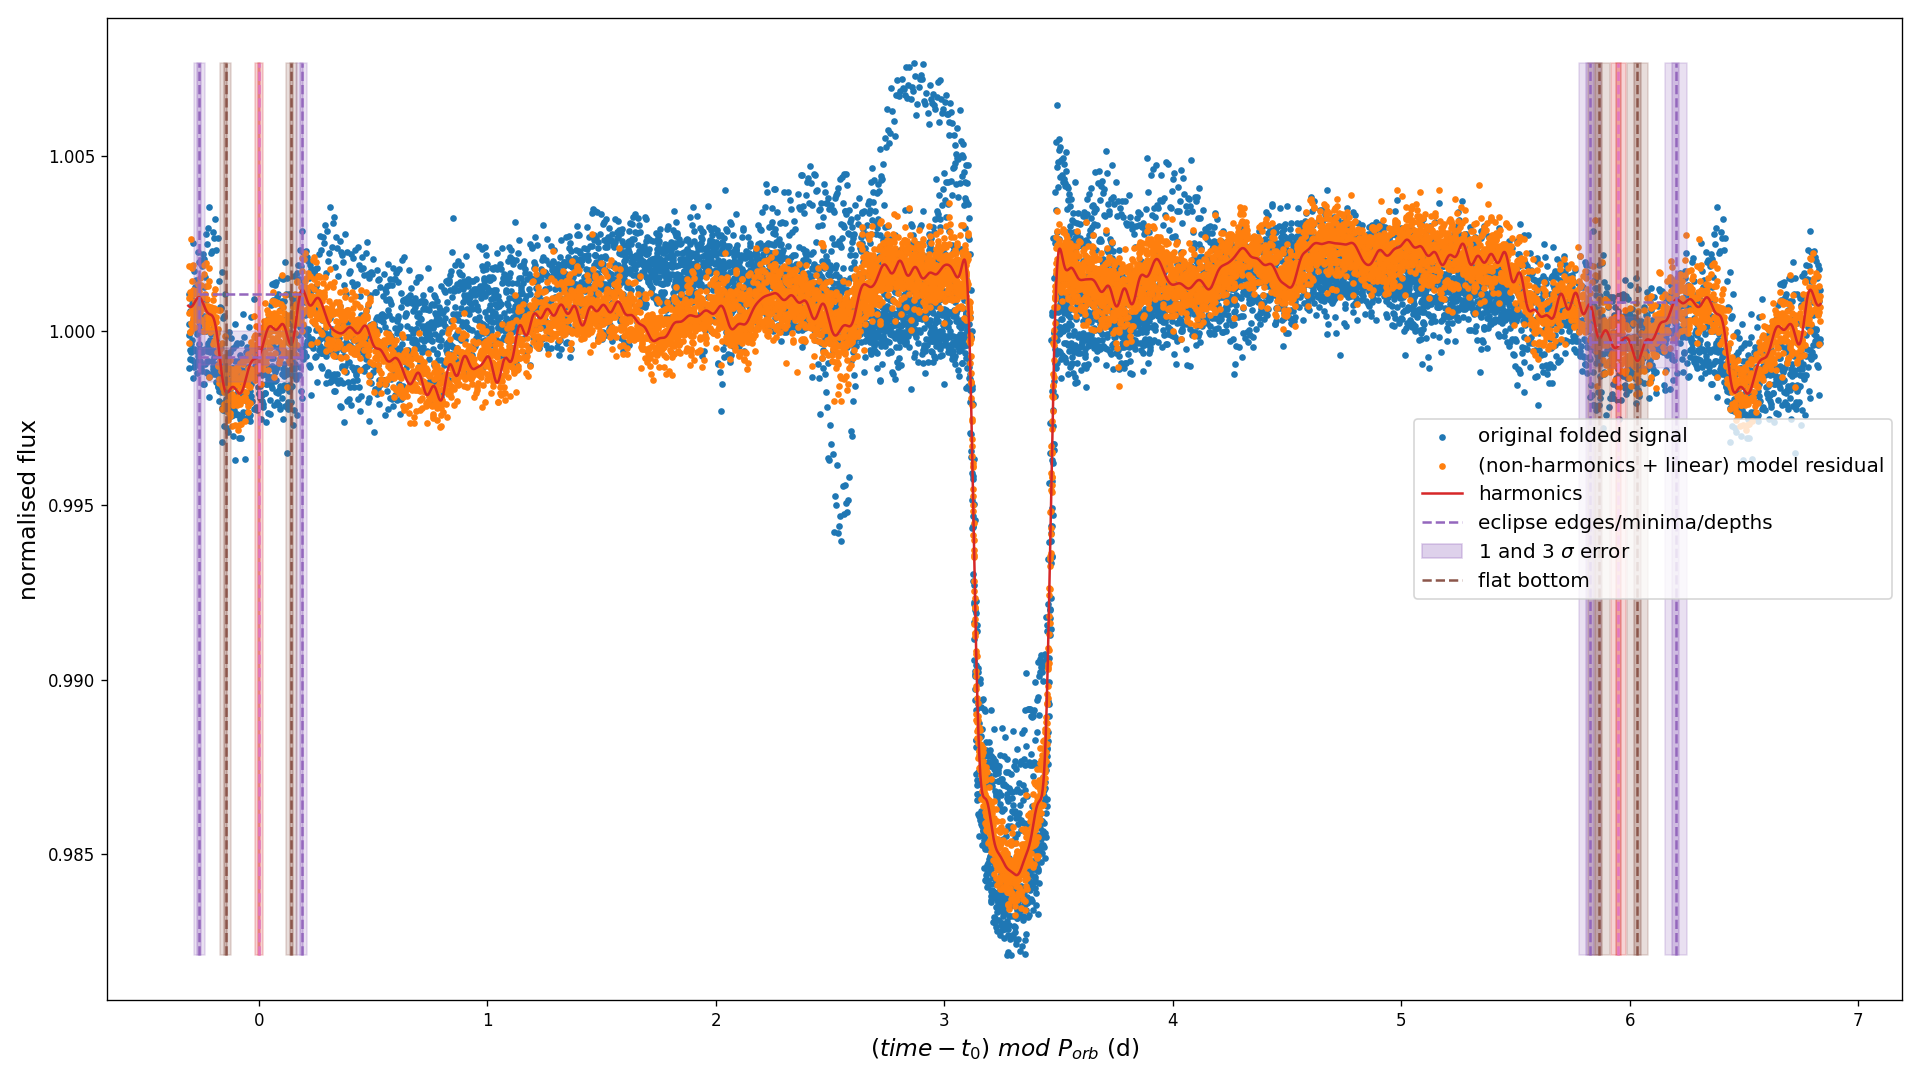 1.005
1.000
0.995
0.990
0.985
normalised flux
0 1 2 3 4 5 6 7
(time − t₀) mod Pₒᵣb (d)
original folded signal
(non-harmonics + linear) model residual
harmonics
eclipse edges/minima/depths
1 and 3 σ error
flat bottom